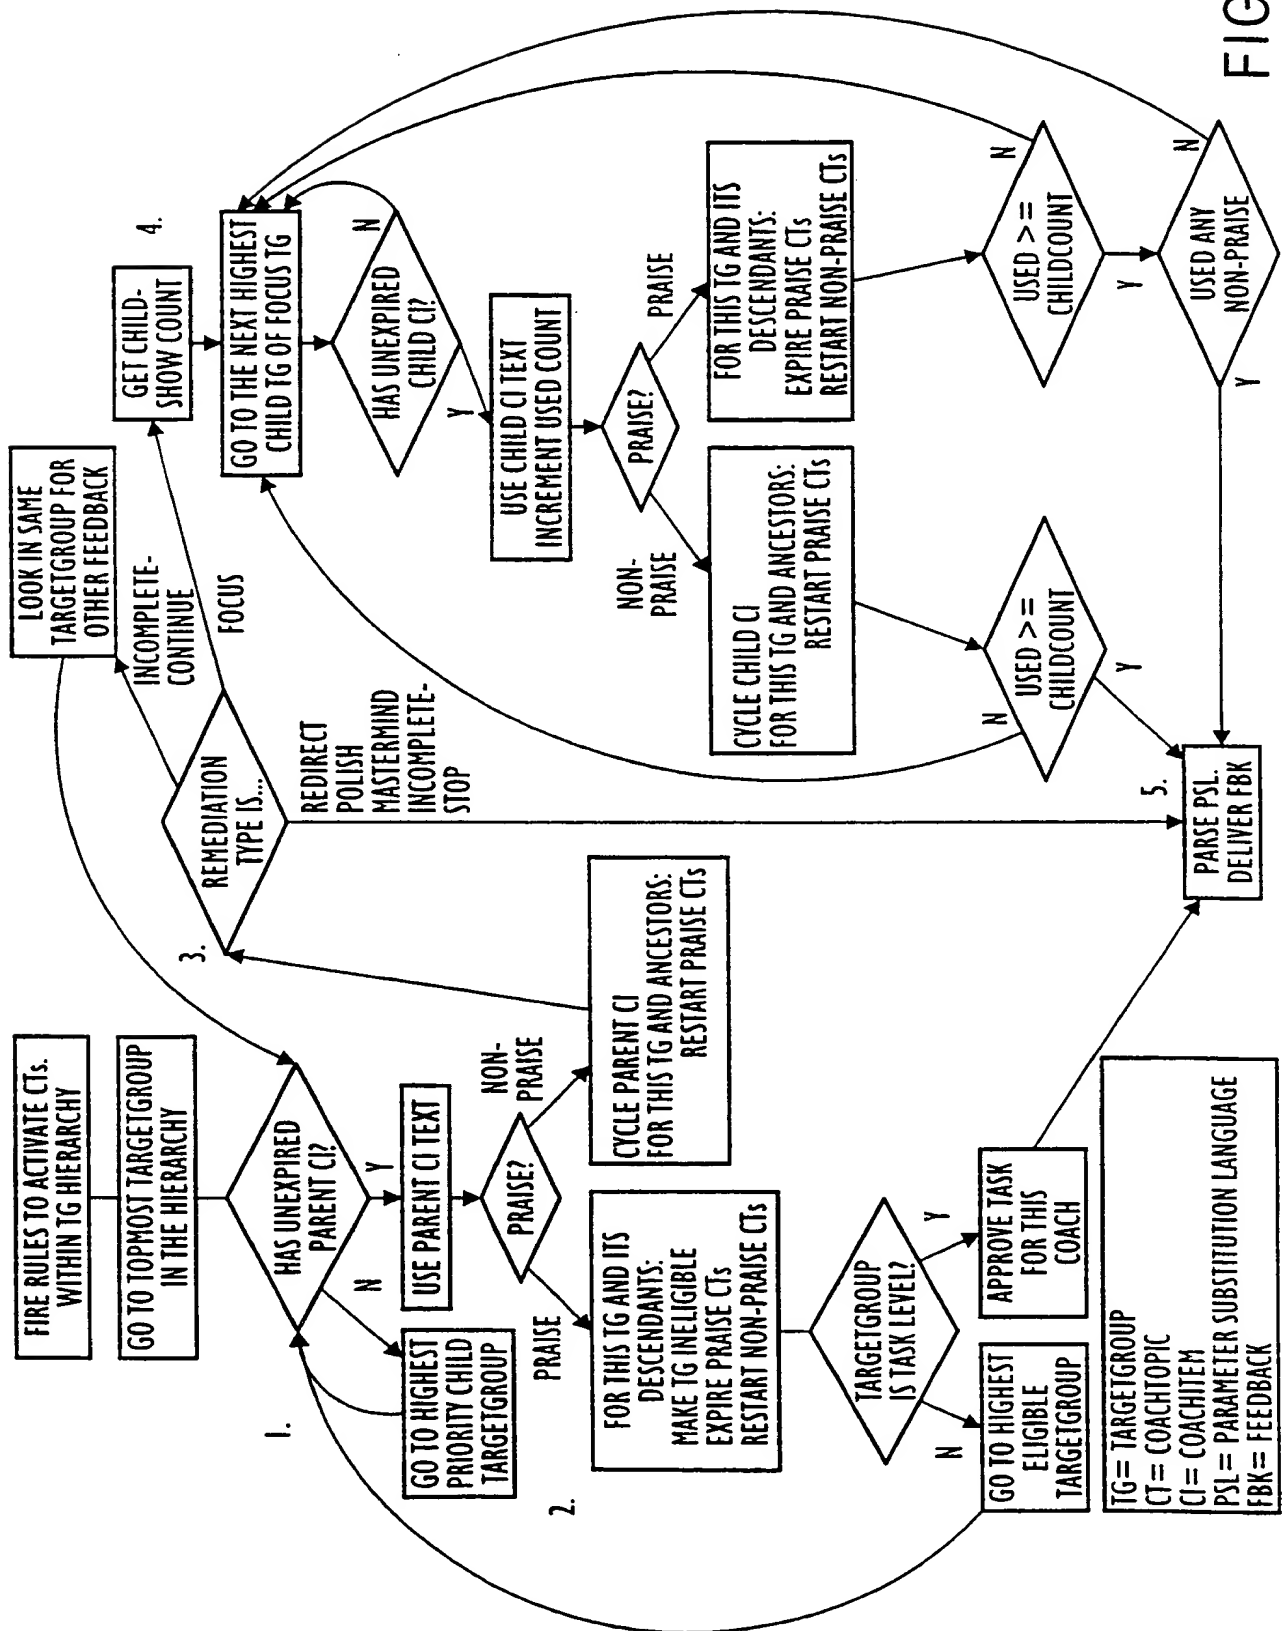 FIRE RULES TO ACTIVATE CTs.
WITHIN TG HIERARCHY
GO TO TOPMOST TARGETGROUP
IN THE HIERARCHY
1.
HAS UNEXPIRED
PARENT CI?
N
Y
GO TO HIGHEST
PRIORITY CHILD
TARGETGROUP
USE PARENT CI TEXT
PRAISE?
PRAISE
NON-
PRAISE
2.
FOR THIS TG AND ITS
DESCENDANTS:
MAKE TG INELIGIBLE
EXPIRE PRAISE CTs
RESTART NON-PRAISE CTs
CYCLE PARENT CI
FOR THIS TG AND ANCESTORS:
RESTART PRAISE CTs
TARGETGROUP
IS TASK LEVEL?
N
Y
GO TO HIGHEST
ELIGIBLE
TARGETGROUP
APPROVE TASK
FOR THIS
COACH
TG= TARGETGROUP
CT= COACHTOPIC
CI= COACHITEM
PSL= PARAMETER SUBSTITUTION LANGUAGE
FBK= FEEDBACK
3.
REMEDIATION
TYPE IS...
LOOK IN SAME
TARGETGROUP FOR
OTHER FEEDBACK
INCOMPLETE-
CONTINUE
FOCUS
REDIRECT
POLISH
MASTERMIND
INCOMPLETE-
STOP
4.
GET CHILD-
SHOW COUNT
GO TO THE NEXT HIGHEST
CHILD TG OF FOCUS TG
HAS UNEXPIRED
CHILD CI?
N
Y
USE CHILD CI TEXT
INCREMENT USED COUNT
PRAISE?
NON-
PRAISE
PRAISE
CYCLE CHILD CI
FOR THIS TG AND ANCESTORS:
RESTART PRAISE CTs
FOR THIS TG AND ITS
DESCENDANTS:
EXPIRE PRAISE CTs
RESTART NON-PRAISE CTs
USED >=
CHILDCOUNT
N
Y
USED >=
CHILDCOUNT
N
Y
USED ANY
NON-PRAISE
N
Y
5.
PARSE PSL.
DELIVER FBK
FIG